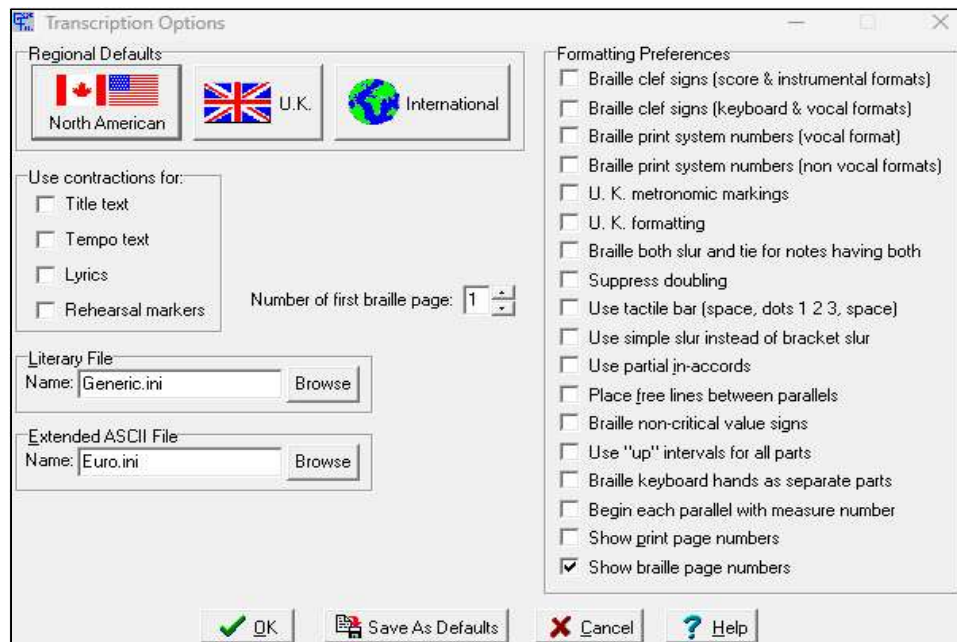 Transcription Options
Regional Defaults
North American
U.K.
International
Use contractions for:
Title text
Tempo text
Lyrics
Rehearsal markers
Number of first braille page: 1
Literary File
Name: Generic.ini Browse
Extended ASCII File
Name: Euro.ini Browse
Formatting Preferences
Braille clef signs (score & instrumental formats)
Braille clef signs (keyboard & vocal formats)
Braille print system numbers (vocal format)
Braille print system numbers (non vocal formats)
U. K. metronomic markings
U. K. formatting
Braille both slur and tie for notes having both
Suppress doubling
Use tactile bar (space, dots 1 2 3, space)
Use simple slur instead of bracket slur
Use partial in-accords
Place free lines between parallels
Braille non-critical value signs
Use "up" intervals for all parts
Braille keyboard hands as separate parts
Begin each parallel with measure number
Show print page numbers
Show braille page numbers
OK Save As Defaults Cancel Help